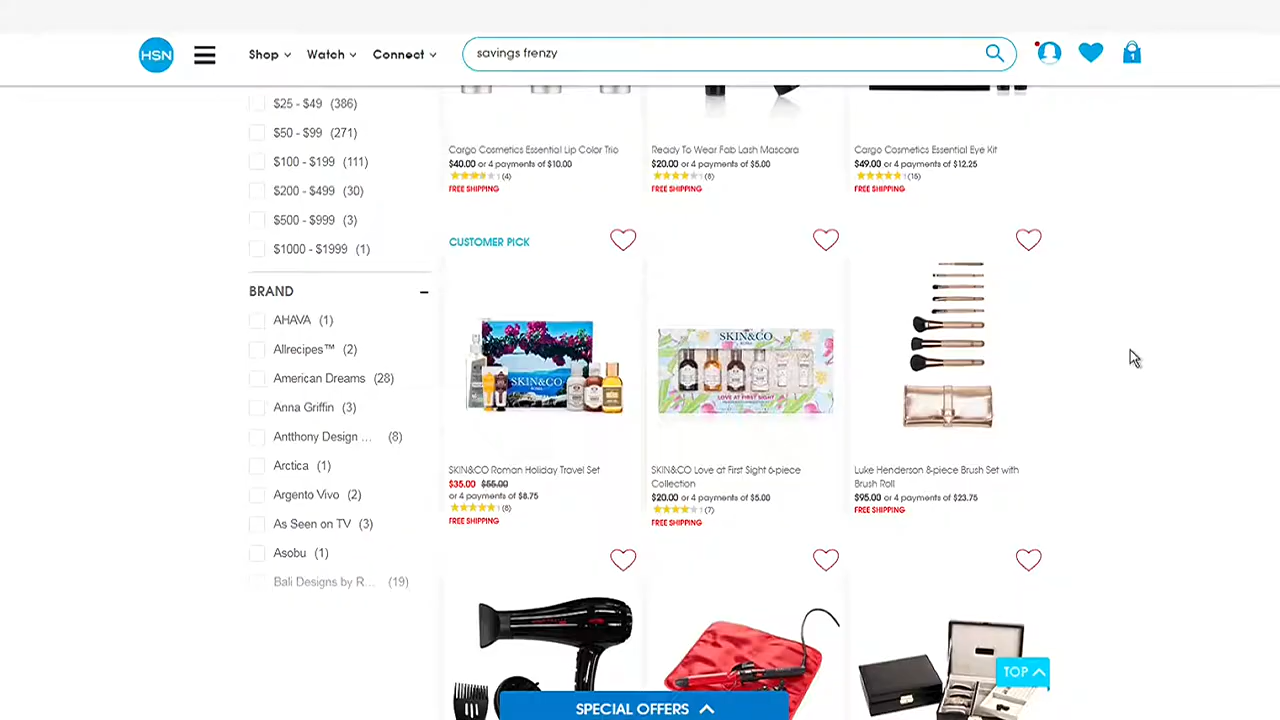 HSN
Shop
Watch
Connect
savings frenzy
1
$25 - $49 (386)
$50 - $99 (271)
$100 - $199 (111)
$200 - $499 (30)
$500 - $999 (3)
$1000 - $1999 (1)
BRAND
AHAVA (1)
Allrecipes™ (2)
American Dreams (28)
Anna Griffin (3)
Antthony Design ... (8)
Arctica (1)
Argento Vivo (2)
As Seen on TV (3)
Asobu (1)
Bali Designs by R... (19)
Cargo Cosmetics Essential Lip Color Trio
$40.00 or 4 payments of $10.00
(4)
FREE SHIPPING
Ready To Wear Fab Lash Mascara
$20.00 or 4 payments of $5.00
(8)
FREE SHIPPING
Cargo Cosmetics Essential Eye Kit
$49.00 or 4 payments of $12.25
(15)
FREE SHIPPING
CUSTOMER PICK
SKIN&CO
SKIN&CO Roman Holiday Travel Set
$35.00 $55.00
or 4 payments of $8.75
(8)
FREE SHIPPING
SKIN&CO
ROMA
LOVE AT FIRST SIGHT
SKIN&CO Love at First Sight 6-piece
Collection
$20.00 or 4 payments of $5.00
(7)
FREE SHIPPING
Luke Henderson 8-piece Brush Set with
Brush Roll
$95.00 or 4 payments of $23.75
FREE SHIPPING
TOP
SPECIAL OFFERS